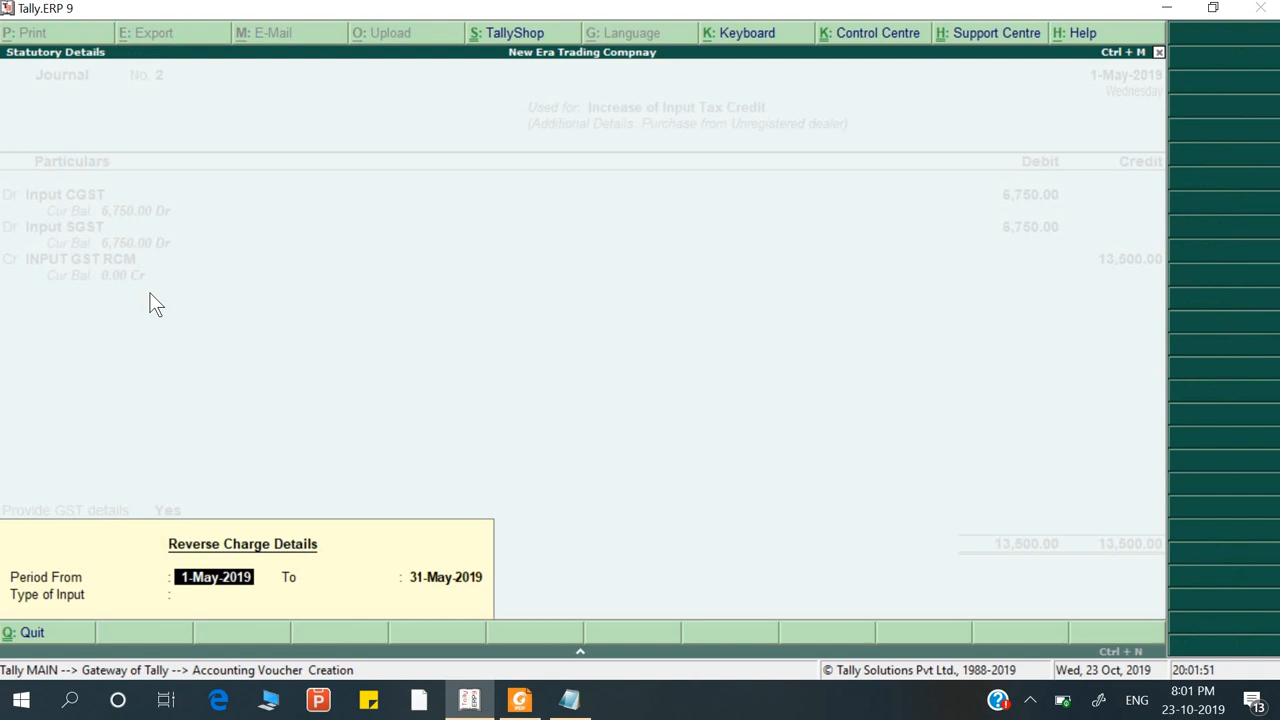 Tally.ERP 9
P: Print E: Export M: E-Mail O: Upload S: TallyShop G: Language K: Keyboard K: Control Centre H: Support Centre H: Help
Statutory Details New Era Trading Compnay Ctrl + M
Journal No. 2 1-May-2019
Wednesday
Used for: Increase of Input Tax Credit
(Additional Details: Purchase from Unregistered dealer)
Particulars Debit Credit
Dr Input CGST 6,750.00
Cur Bal: 6,750.00 Dr
Dr Input SGST 6,750.00
Cur Bal: 6,750.00 Dr
Cr INPUT GST RCM 13,500.00
Cur Bal: 0.00 Cr
Provide GST details Yes
Reverse Charge Details
13,500.00 13,500.00
Period From : 1-May-2019 To : 31-May-2019
Type of Input :
Q: Quit
Ctrl + N
Tally MAIN --> Gateway of Tally --> Accounting Voucher Creation © Tally Solutions Pvt Ltd., 1988-2019 Wed, 23 Oct, 2019 20:01:51
ENG 8:01 PM
23-10-2019 13